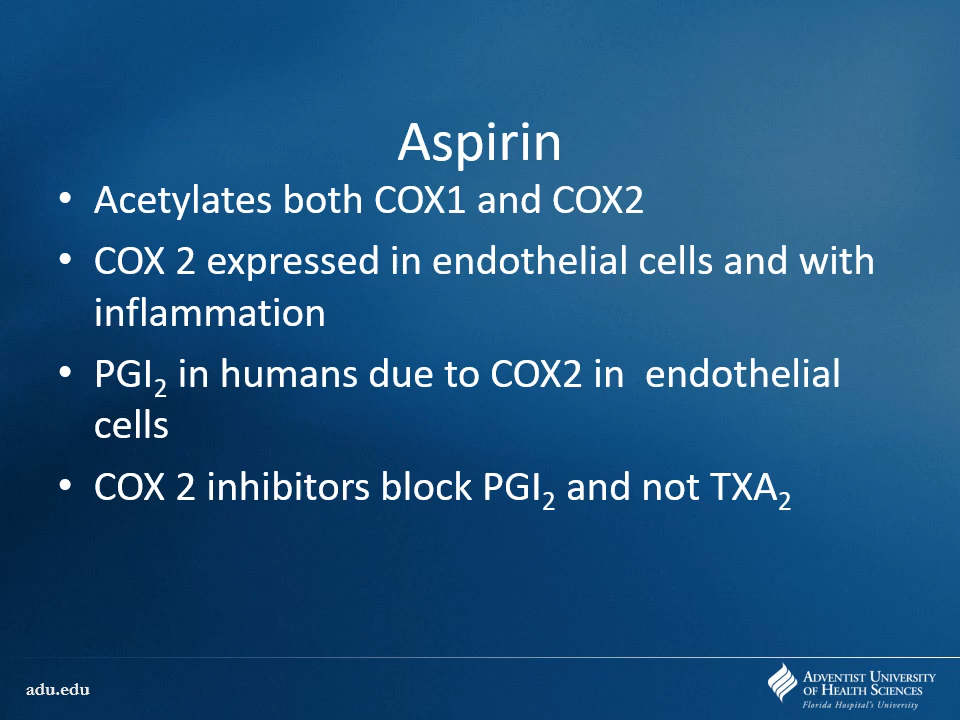 Aspirin
• Acetylates both COX1 and COX2
• COX 2 expressed in endothelial cells and with
inflammation
• PGI₂ in humans due to COX2 in  endothelial
cells
• COX 2 inhibitors block PGI₂ and not TXA₂
adu.edu
ADVENTIST UNIVERSITY
OF HEALTH SCIENCES
Florida Hospital's University